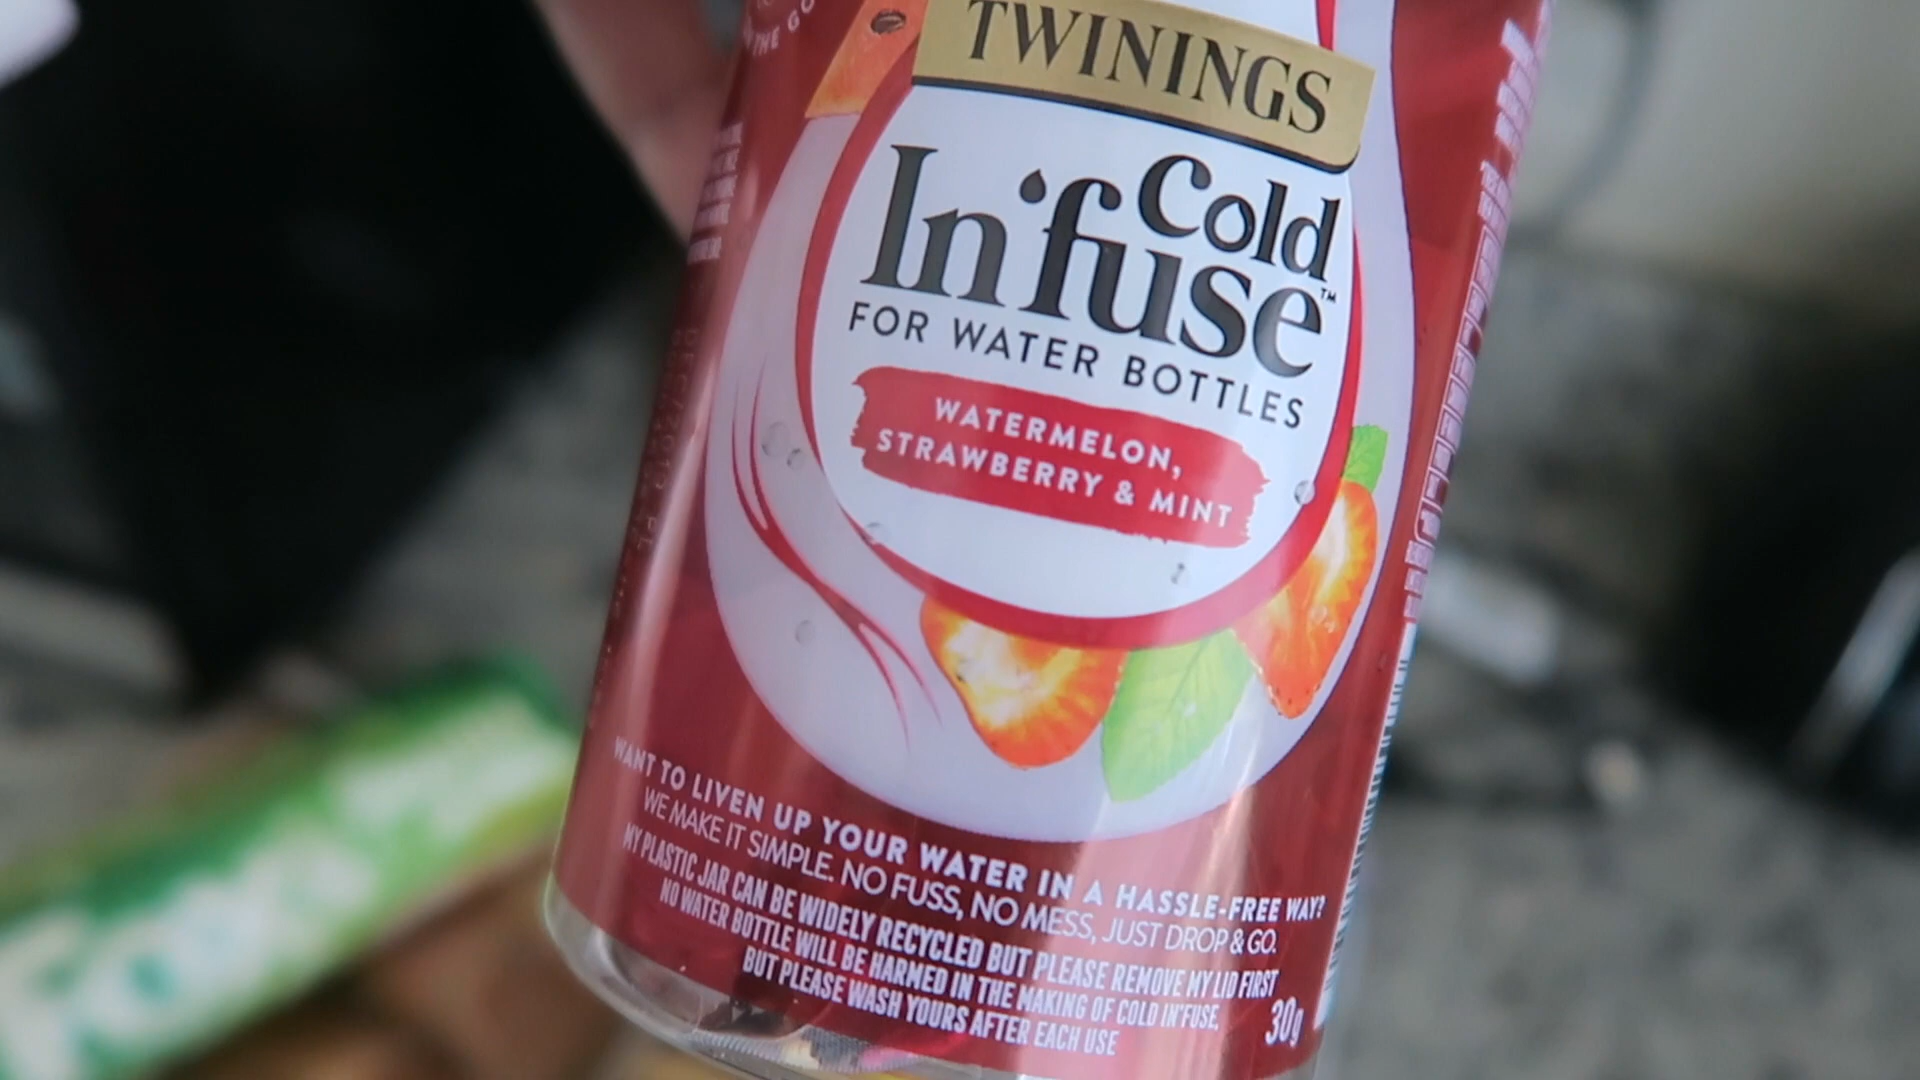 THE GO
TWININGS
Cold
In'fuse™
FOR WATER BOTTLES
WATERMELON,
STRAWBERRY & MINT
WANT TO LIVEN UP YOUR WATER IN A HASSLE-FREE WAY?
WE MAKE IT SIMPLE. NO FUSS, NO MESS, JUST DROP & GO.
MY PLASTIC JAR CAN BE WIDELY RECYCLED BUT PLEASE REMOVE MY LID FIRST
NO WATER BOTTLE WILL BE HARMED IN THE MAKING OF COLD IN'FUSE,
BUT PLEASE WASH YOURS AFTER EACH USE
30g